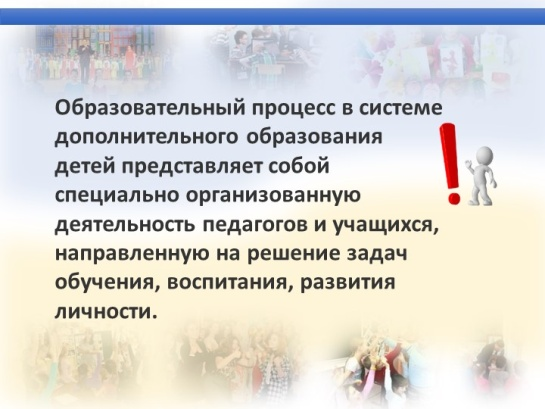 Образовательный процесс в системе
дополнительного образования
детей представляет собой
специально организованную
деятельность педагогов и учащихся,
направленную на решение задач
обучения, воспитания, развития
личности.